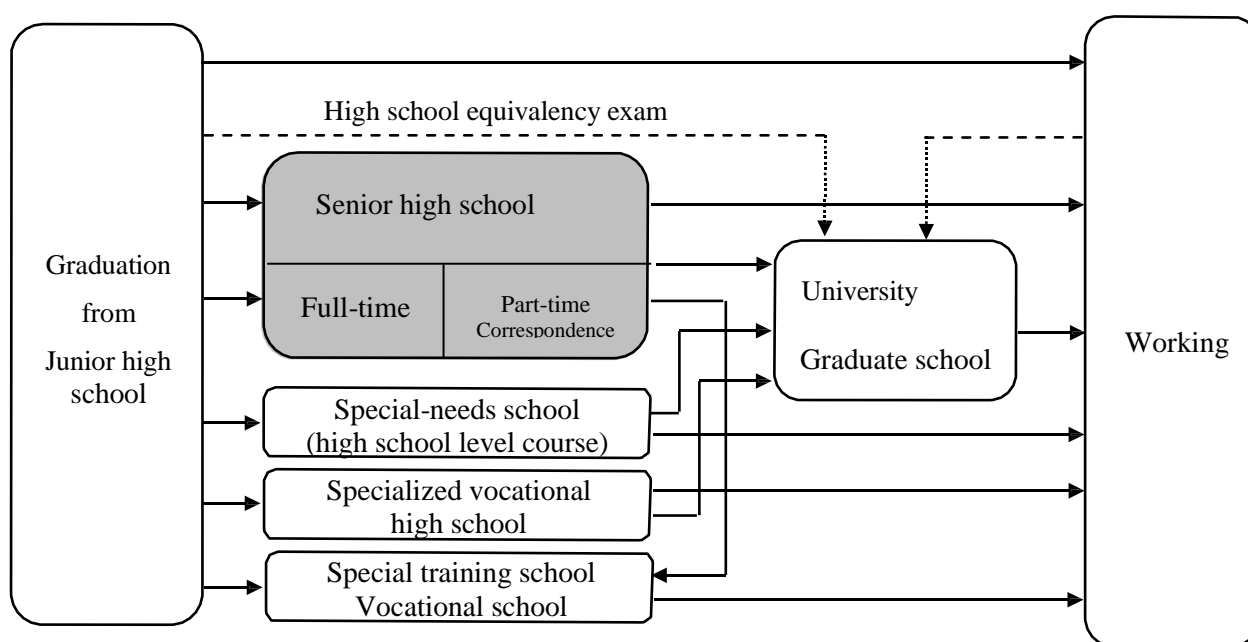 High school equivalency exam
Graduation
from
Junior high
school
Senior high school
Full-time
Part-time
Correspondence
Special-needs school
(high school level course)
Specialized vocational
high school
Special training school
Vocational school
University
Graduate school
Working